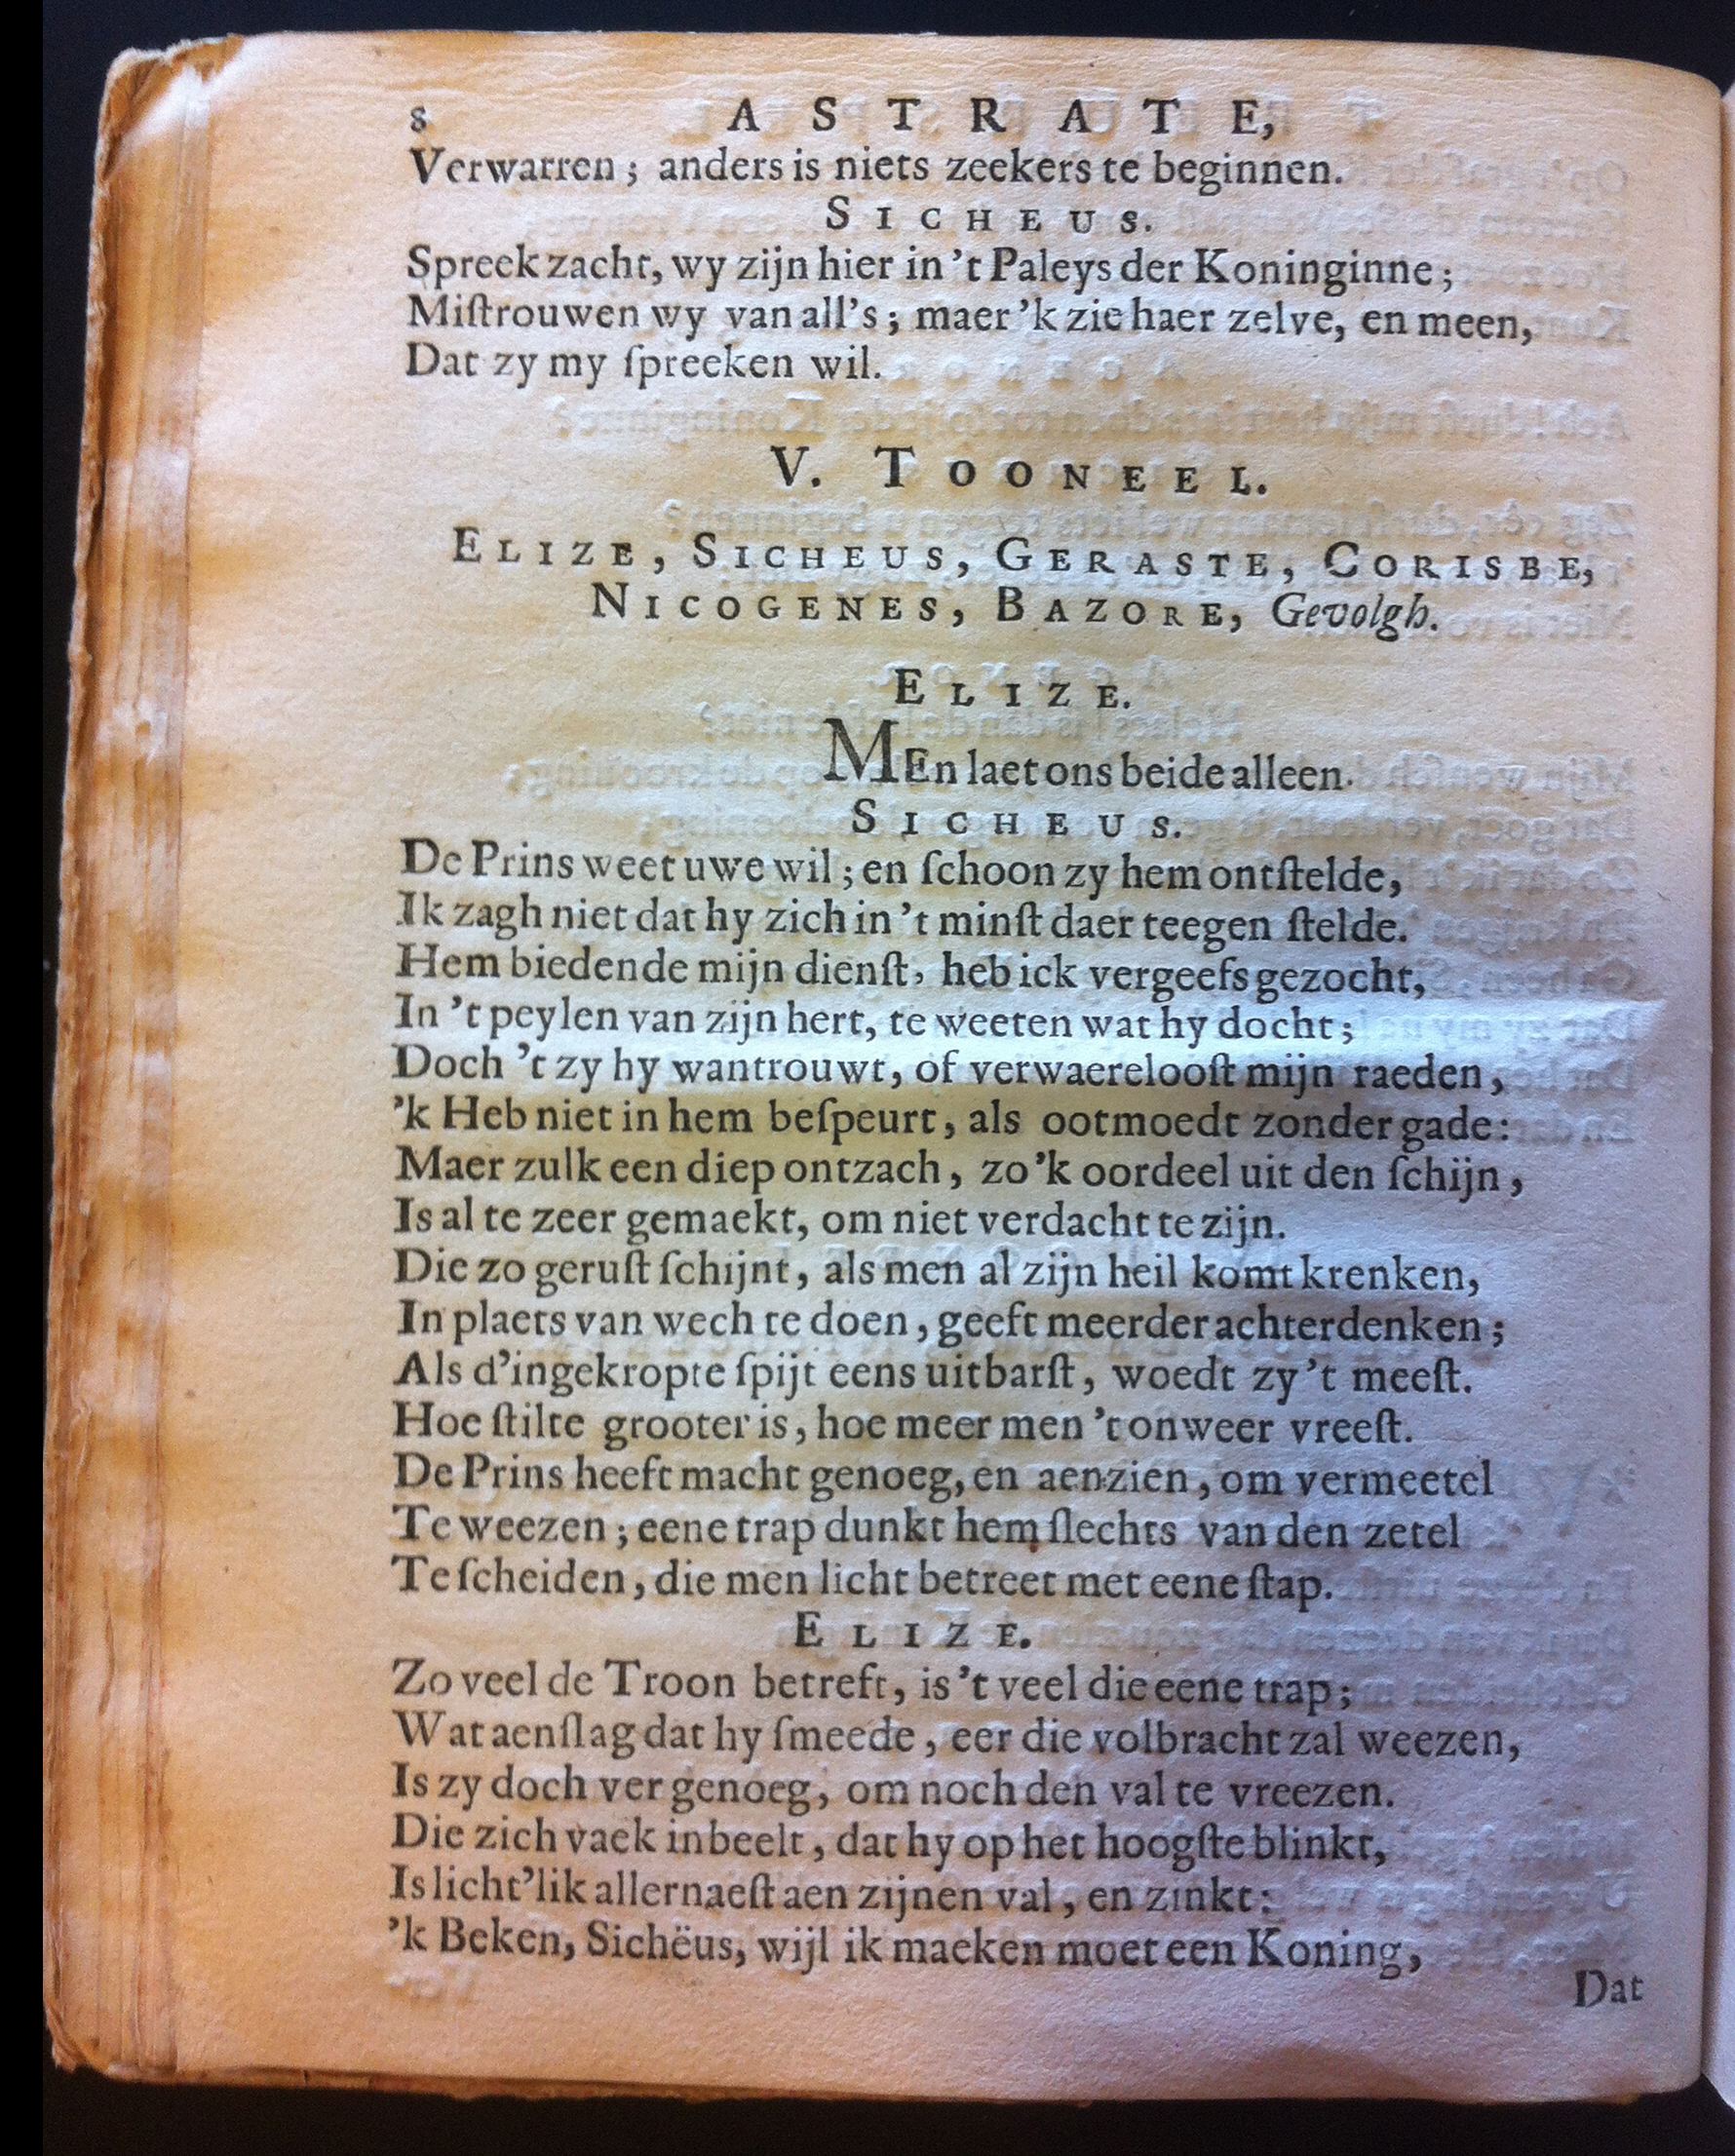 8 ASTRATE,
Verwarren; anders is niets zeekers te beginnen.
SICHEUS.
Spreek zacht, wy zijn hier in 't Paleys der Koninginne;
Miſtrouwen wy van all's; maer 'k zie haer zelve, en meen,
Dat zy my ſpreeken wil.
V. TOONEEL.
ELIZE, SICHEUS, GERASTE, CORISBE,
NICOGENES, BAZORE, Gevolgh.
ELIZE.
MEn laet ons beide alleen.
SICHEUS.
De Prins weet uwe wil; en ſchoon zy hem ontſtelde,
Ik zagh niet dat hy zich in 't minſt daer teegen ſtelde.
Hem biedende mijn dienſt, heb ick vergeefs gezocht,
In 't peylen van zijn hert, te weeten wat hy docht;
Doch 't zy hy wantrouwt, of verwaerelooſt mijn raeden,
'k Heb niet in hem beſpeurt, als ootmoedt zonder gade:
Maer zulk een diep ontzach, zo 'k oordeel uit den ſchijn,
Is al te zeer gemaekt, om niet verdacht te zijn.
Die zo geruſt ſchijnt, als men al zijn heil komt krenken,
In plaets van wech te doen, geeft meerder achterdenken;
Als d'ingekropte ſpijt eens uitbarſt, woedt zy 't meeſt.
Hoe ſtilte grooter is, hoe meer men 't onweer vreeſt.
De Prins heeft macht genoeg, en aenzien, om vermeetel
Te weezen; eene trap dunkt hem ſlechts van den zetel
Te ſcheiden, die men licht betreet met eene ſtap.
ELIZE.
Zo veel de Troon betreft, is 't veel die eene trap;
Wat aenſlag dat hy ſmeede, eer die volbracht zal weezen,
Is zy doch ver genoeg, om noch den val te vreezen.
Die zich vaek inbeelt, dat hy op het hoogſte blinkt,
Is licht'lik allernaeſt aen zijnen val, en zinkt:
'k Beken, Sichëus, wijl ik maeken moet een Koning,
Dat